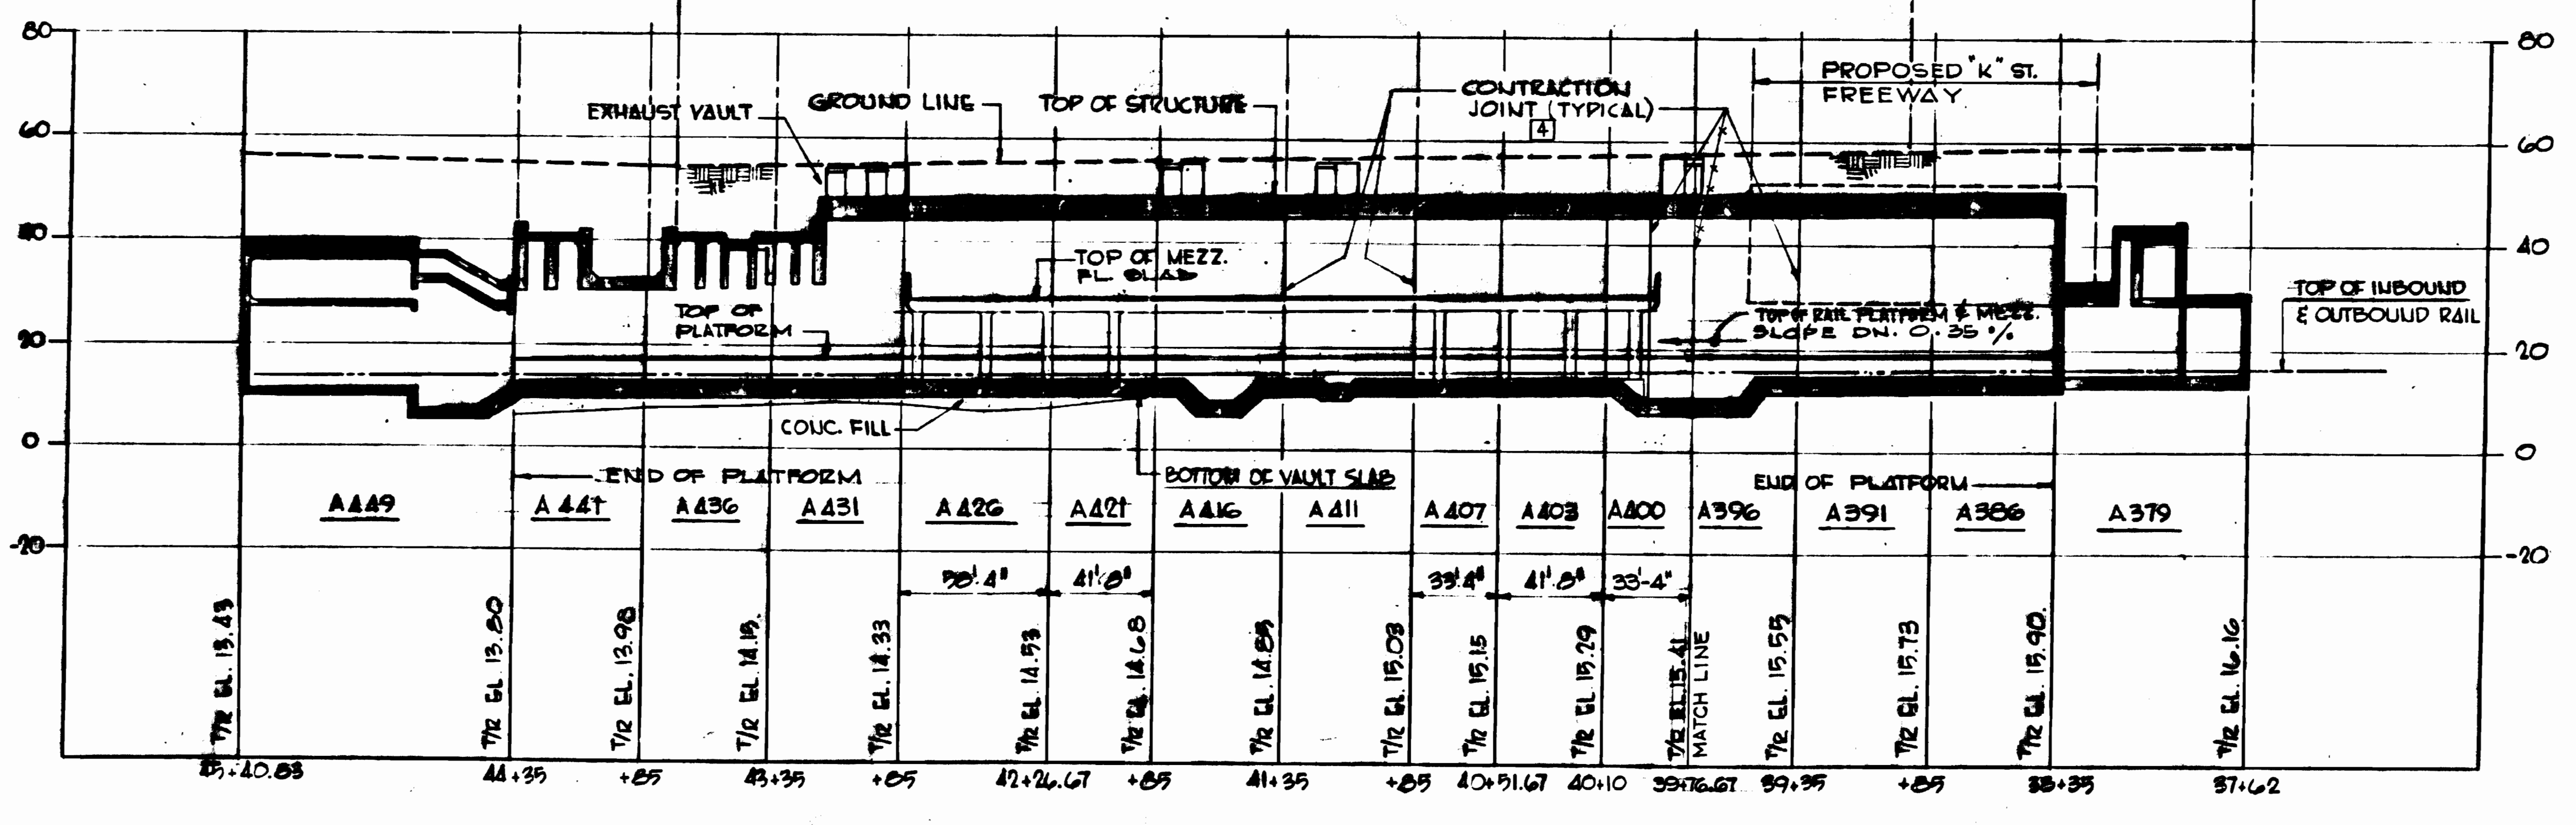 80
80
PROPOSED "K" ST.
FREEWAY
CONTRACTION
JOINT (TYPICAL)
4
EXHAUST VAULT
GROUND LINE
TOP OF STRUCTURE
60
60
40
40
TOP OF MEZZ.
FL. SLAB
TOP OF INBOUND
& OUTBOUND RAIL
TOP OF
PLATFORM
TOP OF RAIL PLATFORM & MEZZ.
SLOPE DN. 0.35 %
20
20
CONC. FILL
0
0
END OF PLATFORM
BOTTOM OF VAULT SLAB
END OF PLATFORM
A449 A441 A436 A431 A426 A421 A416 A411 A407 A403 A400 A396 A391 A386 A379
-20
-20
58'.4" 41'.8" 33'.4" 41'.8" 33'-4"
T/R EL. 13.43
T/R EL. 13.80
T/R EL. 13.98
T/R EL. 14.15.
T/R EL. 14.33
T/R EL. 14.53
T/R EL. 14.68
T/R EL. 14.85
T/R EL. 15.03
T/R EL. 15.15
T/R EL. 15.29
T/R EL. 15.41
MATCH LINE
T/R EL. 15.55
T/R EL. 15.73
T/R EL. 15.90.
T/R EL. 16.16
45+40.83 44+35 +85 43+35 +85 42+26.67 +85 41+35 +85 40+51.67 40+10 39+76.67 39+35 +85 38+35 37+62